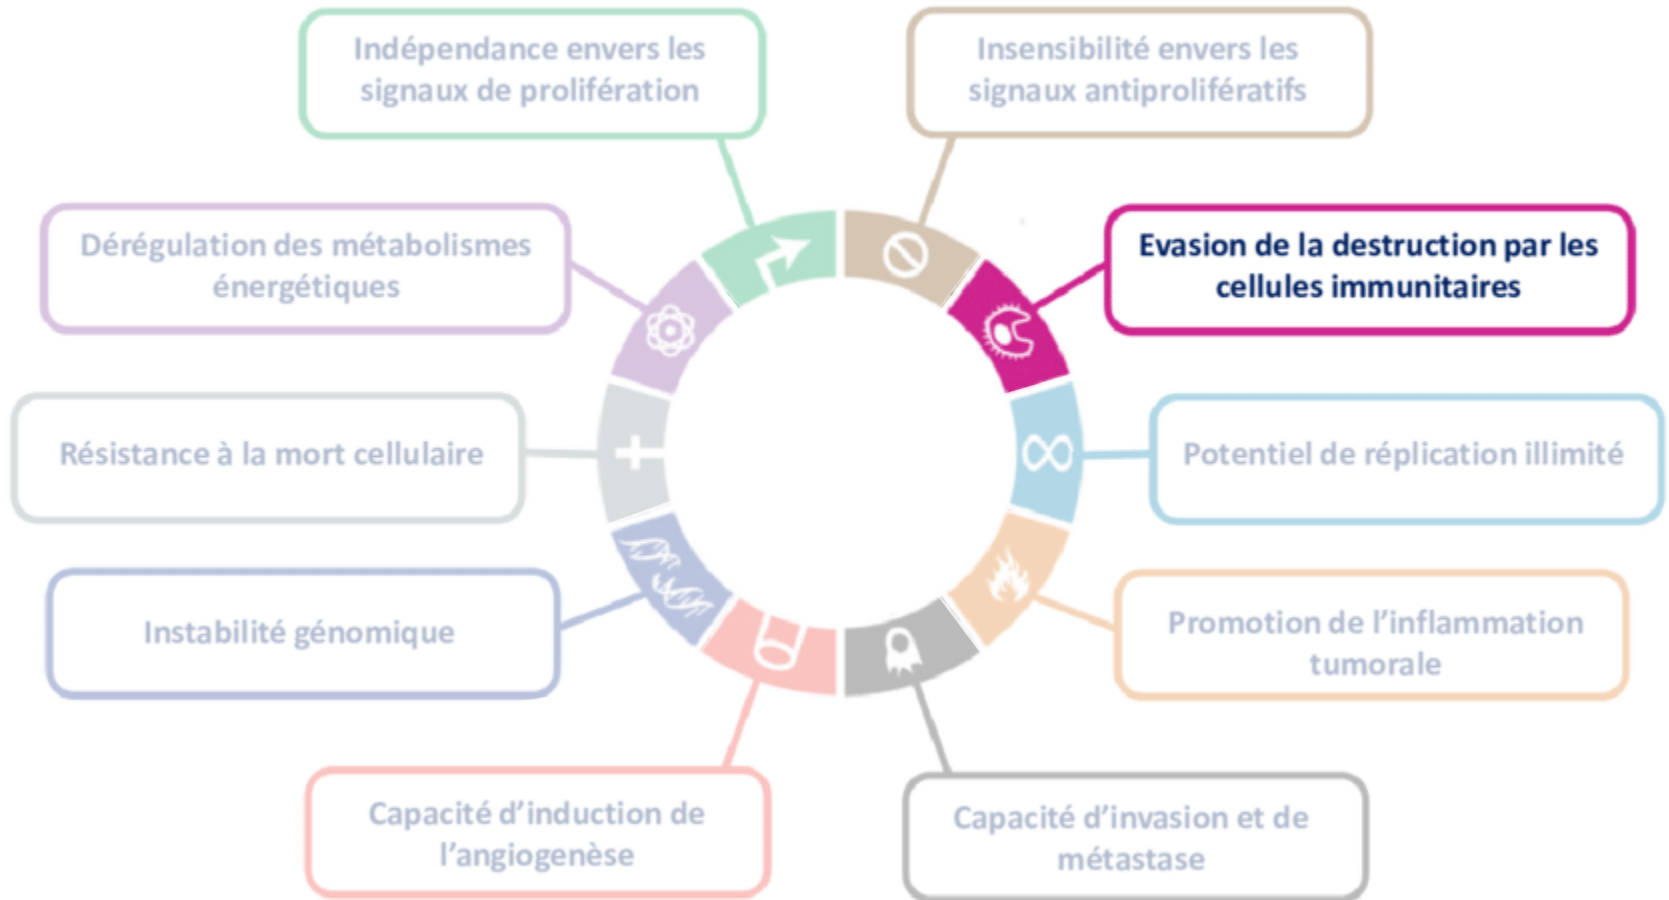 Indépendance envers les
signaux de prolifération
Insensibilité envers les
signaux antiprolifératifs
Dérégulation des métabolismes
énergétiques
Evasion de la destruction par les
cellules immunitaires
Résistance à la mort cellulaire
Potentiel de réplication illimité
Instabilité génomique
Promotion de l’inflammation
tumorale
Capacité d’induction de
l’angiogenèse
Capacité d’invasion et de
métastase